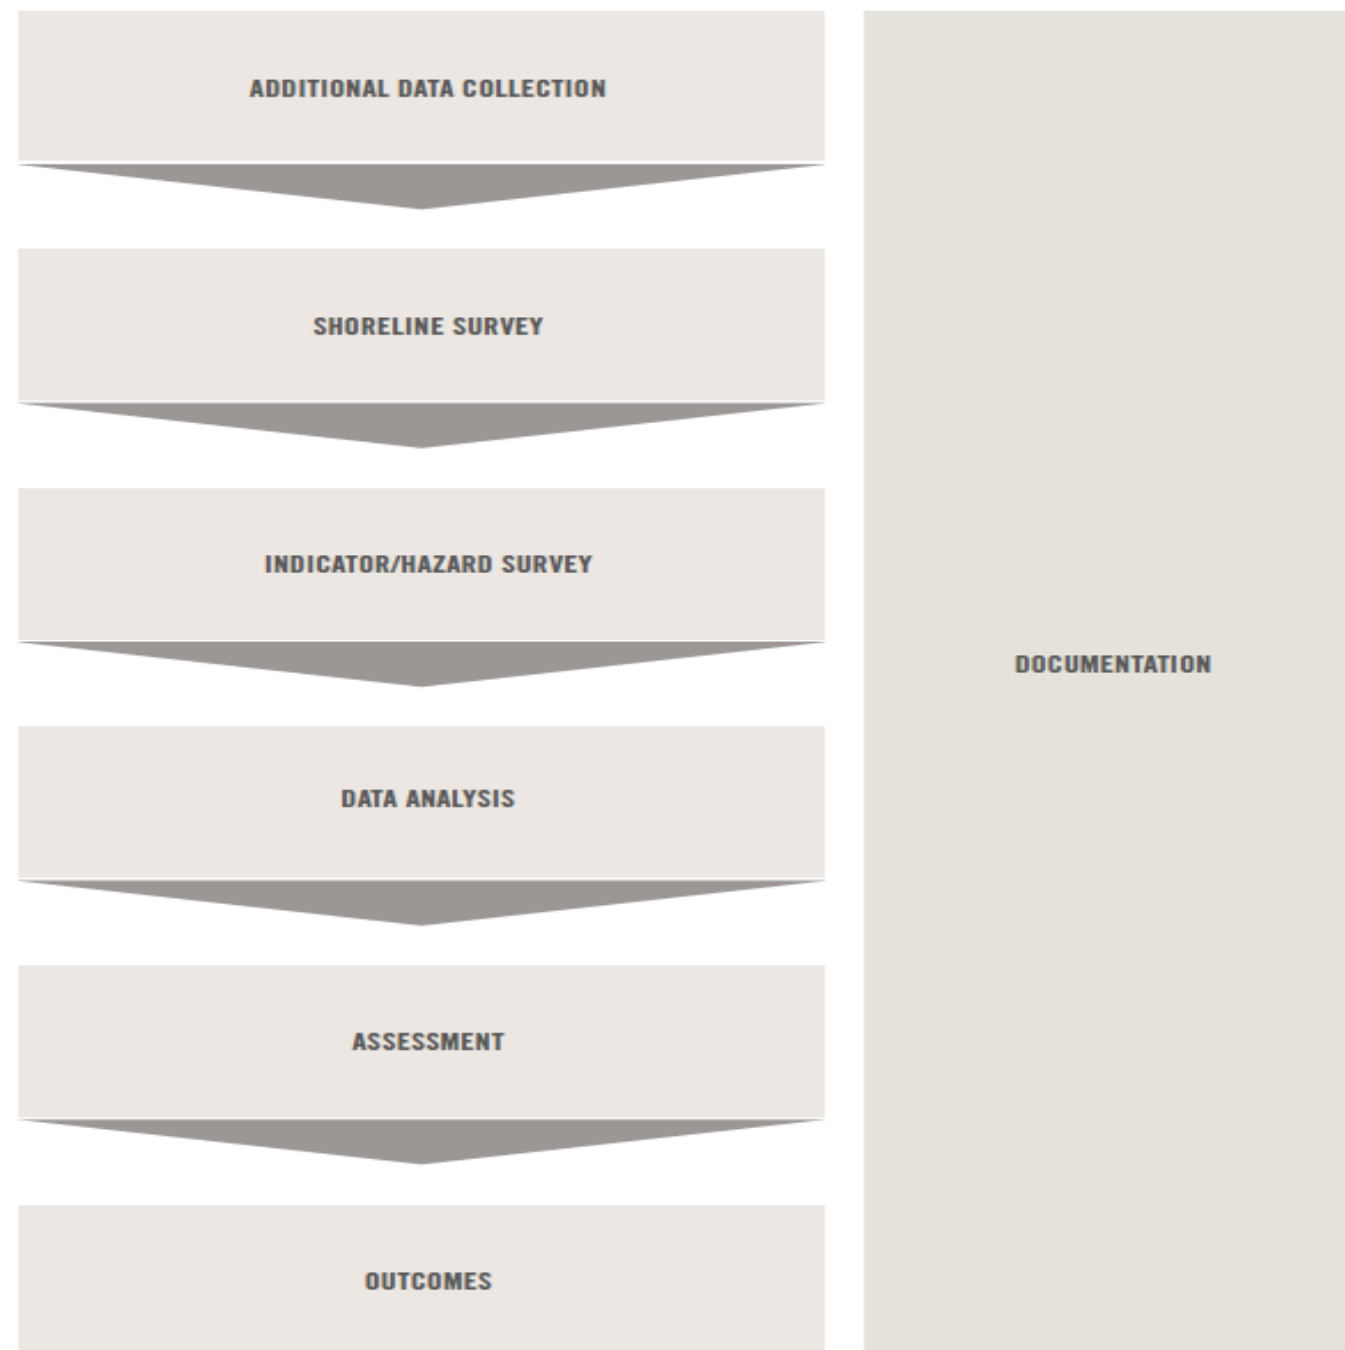 ADDITIONAL DATA COLLECTION
SHORELINE SURVEY
INDICATOR/HAZARD SURVEY
DATA ANALYSIS
ASSESSMENT
OUTCOMES
DOCUMENTATION